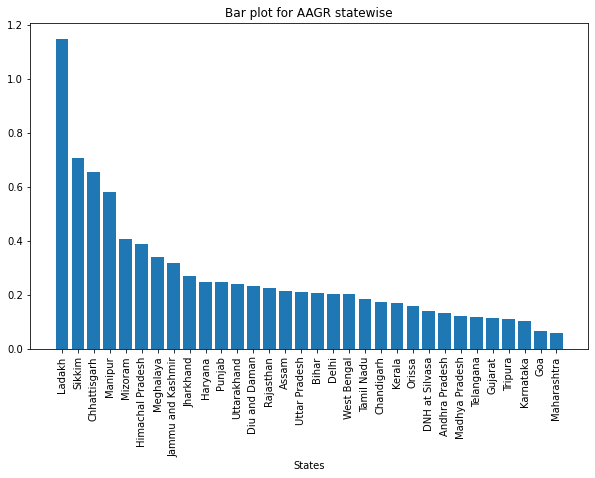 Bar plot for AAGR statewise
1.2
1.0
0.8
0.6
0.4
0.2
0.0
Ladakh
Sikkim
Chhattisgarh
Manipur
Mizoram
Himachal Pradesh
Meghalaya
Jammu and Kashmir
Jharkhand
Haryana
Punjab
Uttarakhand
Diu and Daman
Rajasthan
Assam
Uttar Pradesh
Bihar
Delhi
West Bengal
Tamil Nadu
Chandigarh
Kerala
Orissa
DNH at Silvasa
Andhra Pradesh
Madhya Pradesh
Telangana
Gujarat
Tripura
Karnataka
Goa
Maharashtra
States